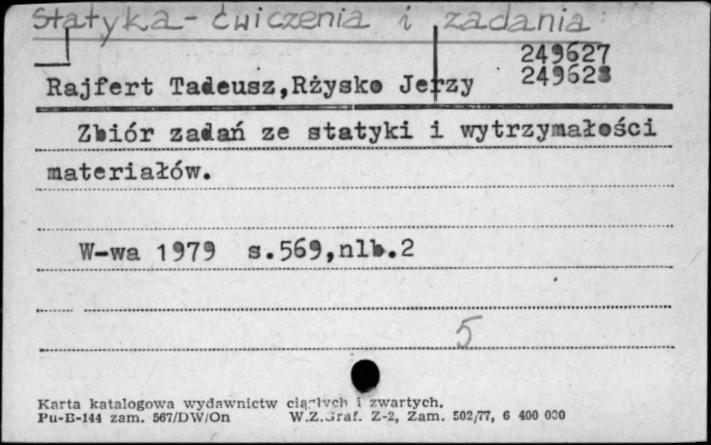 Statyka - ćwiczenia i zadania
249627
Rajfert Tadeusz,Rżysko Jerzy 249628
Zbiór zadań ze statyki i wytrzymałości
materiałów.
W-wa 1979 s.569,nlb.2
5
Karta katalogowa wydawnictw ciągłych i zwartych.
Pu-B-144 zam. 567/DW/On W.Z.Graf. Z-2, Zam. 502/77, 6 400 000